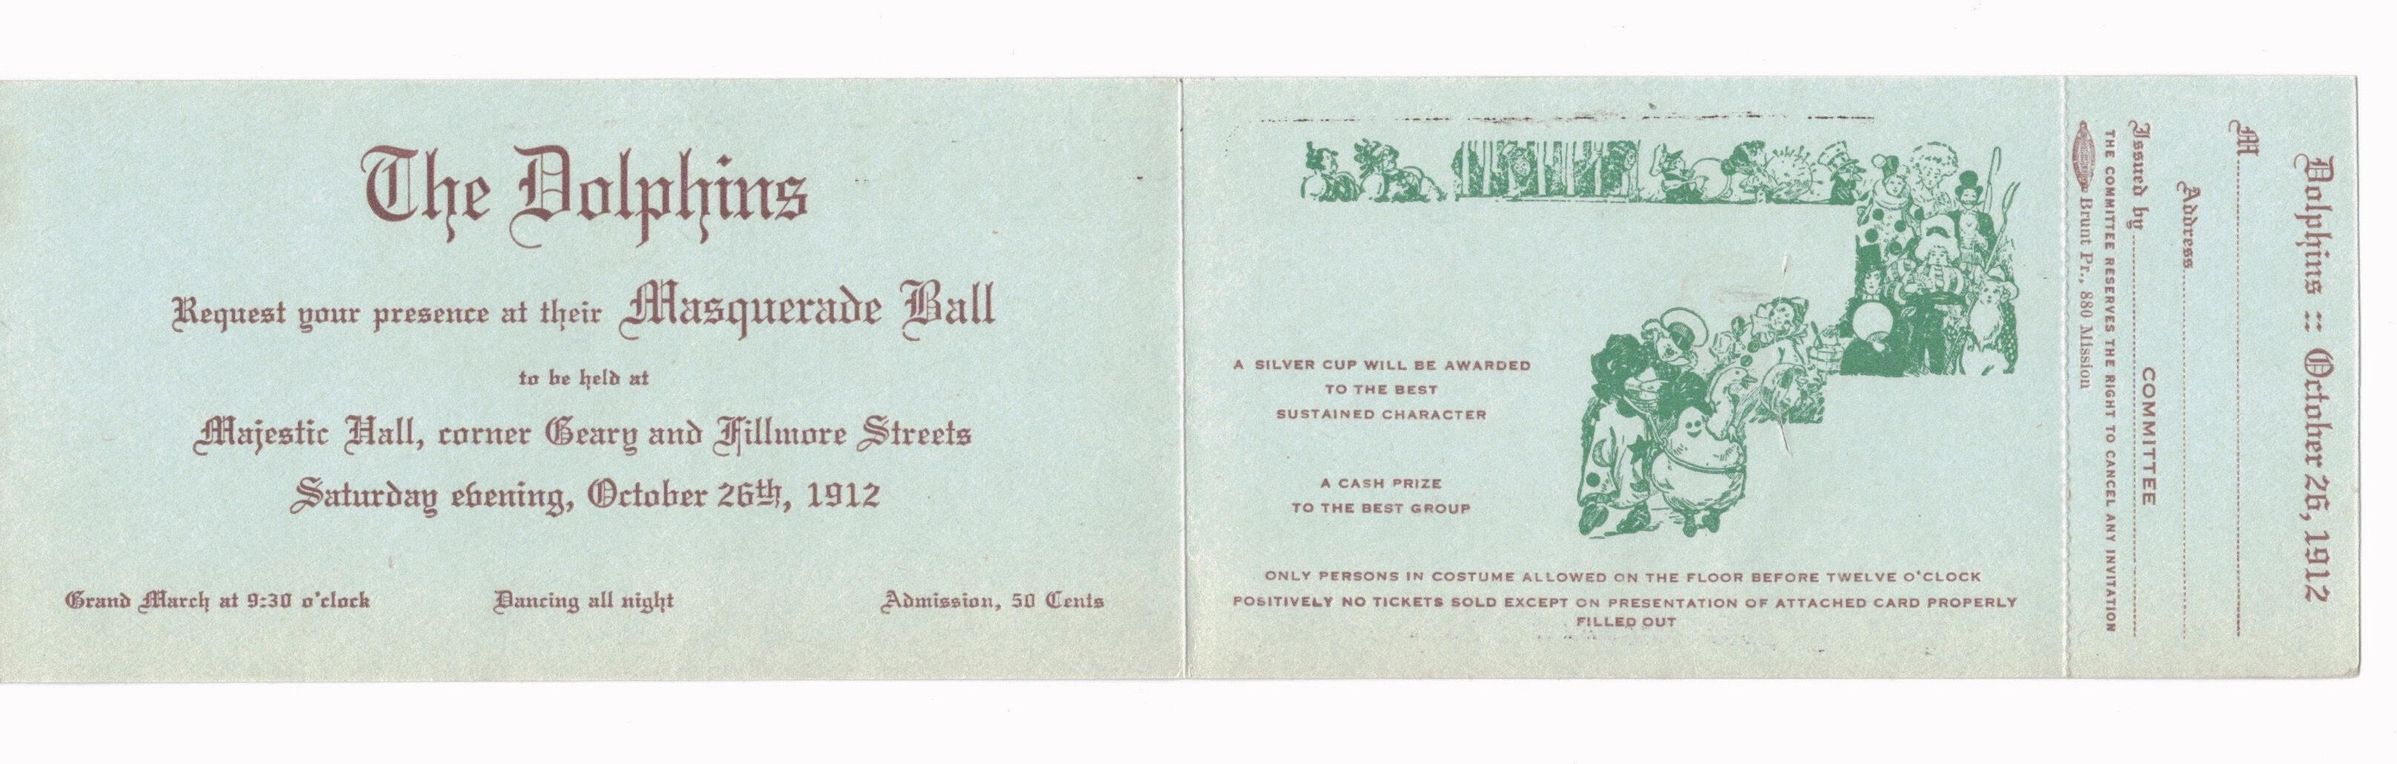 The Dolphins
Request your presence at their Masquerade Ball
to be held at
Majestic Hall, corner Geary and Fillmore Streets
Saturday evening, October 26th, 1912
Grand March at 9:30 o'clock Dancing all night Admission, 50 Cents
A SILVER CUP WILL BE AWARDED
TO THE BEST
SUSTAINED CHARACTER
A CASH PRIZE
TO THE BEST GROUP
ONLY PERSONS IN COSTUME ALLOWED ON THE FLOOR BEFORE TWELVE O'CLOCK
POSITIVELY NO TICKETS SOLD EXCEPT ON PRESENTATION OF ATTACHED CARD PROPERLY
FILLED OUT
Dolphins :: October 26, 1912
M
Address
Issued by
COMMITTEE
THE COMMITTEE RESERVES THE RIGHT TO CANCEL ANY INVITATION
Brunt Pr., 880 Mission